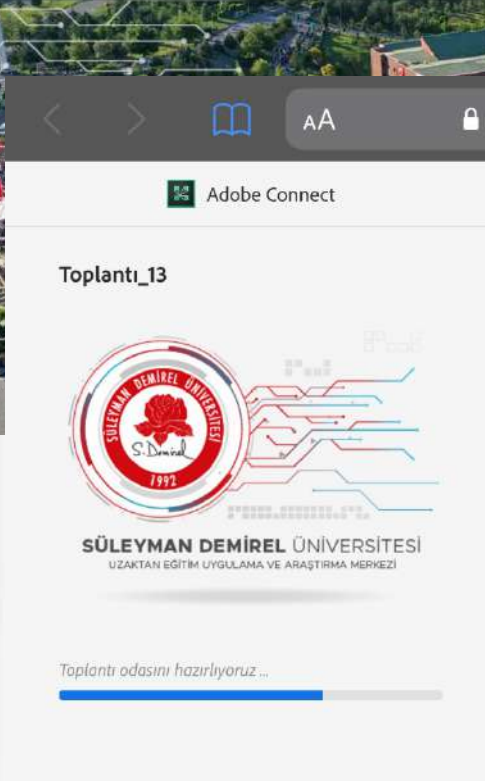 AA
Adobe Connect
Toplantı_13
SÜLEYMAN DEMİREL ÜNİVERSİTESİ
S. Demirel
1992
SÜLEYMAN DEMİREL ÜNİVERSİTESİ
UZAKTAN EĞİTİM UYGULAMA VE ARAŞTIRMA MERKEZİ
Toplantı odasını hazırlıyoruz ...